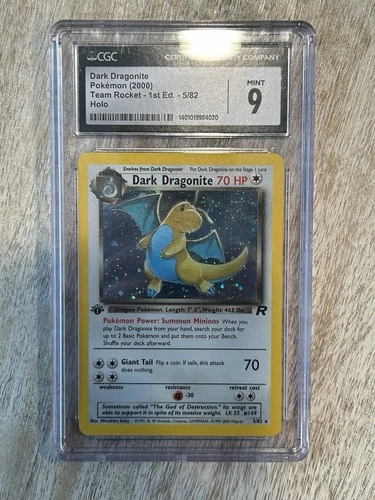 CGC
CERTIFIED GUARANTY COMPANY
Dark Dragonite
Pokémon (2000)
Team Rocket - 1st Ed. - 5/82
Holo
MINT
9
1401019984020
Evolves from Dark Dragonair Put Dark Dragonite on the Stage 1 card
Dark Dragonite 70 HP
Dragon Pokémon. Length: 7' 3", Weight: 463 lbs.
Pokémon Power: Summon Minions When you
play Dark Dragonite from your hand, search your deck for
up to 2 Basic Pokémon and put them onto your Bench.
Shuffle your deck afterward.
Giant Tail Flip a coin. If tails, this attack
does nothing.
70
weakness resistance retreat cost
-30
Sometimes called "The God of Destruction." Its wings are
able to support it in spite of its massive weight. LV.33 #149
5/82